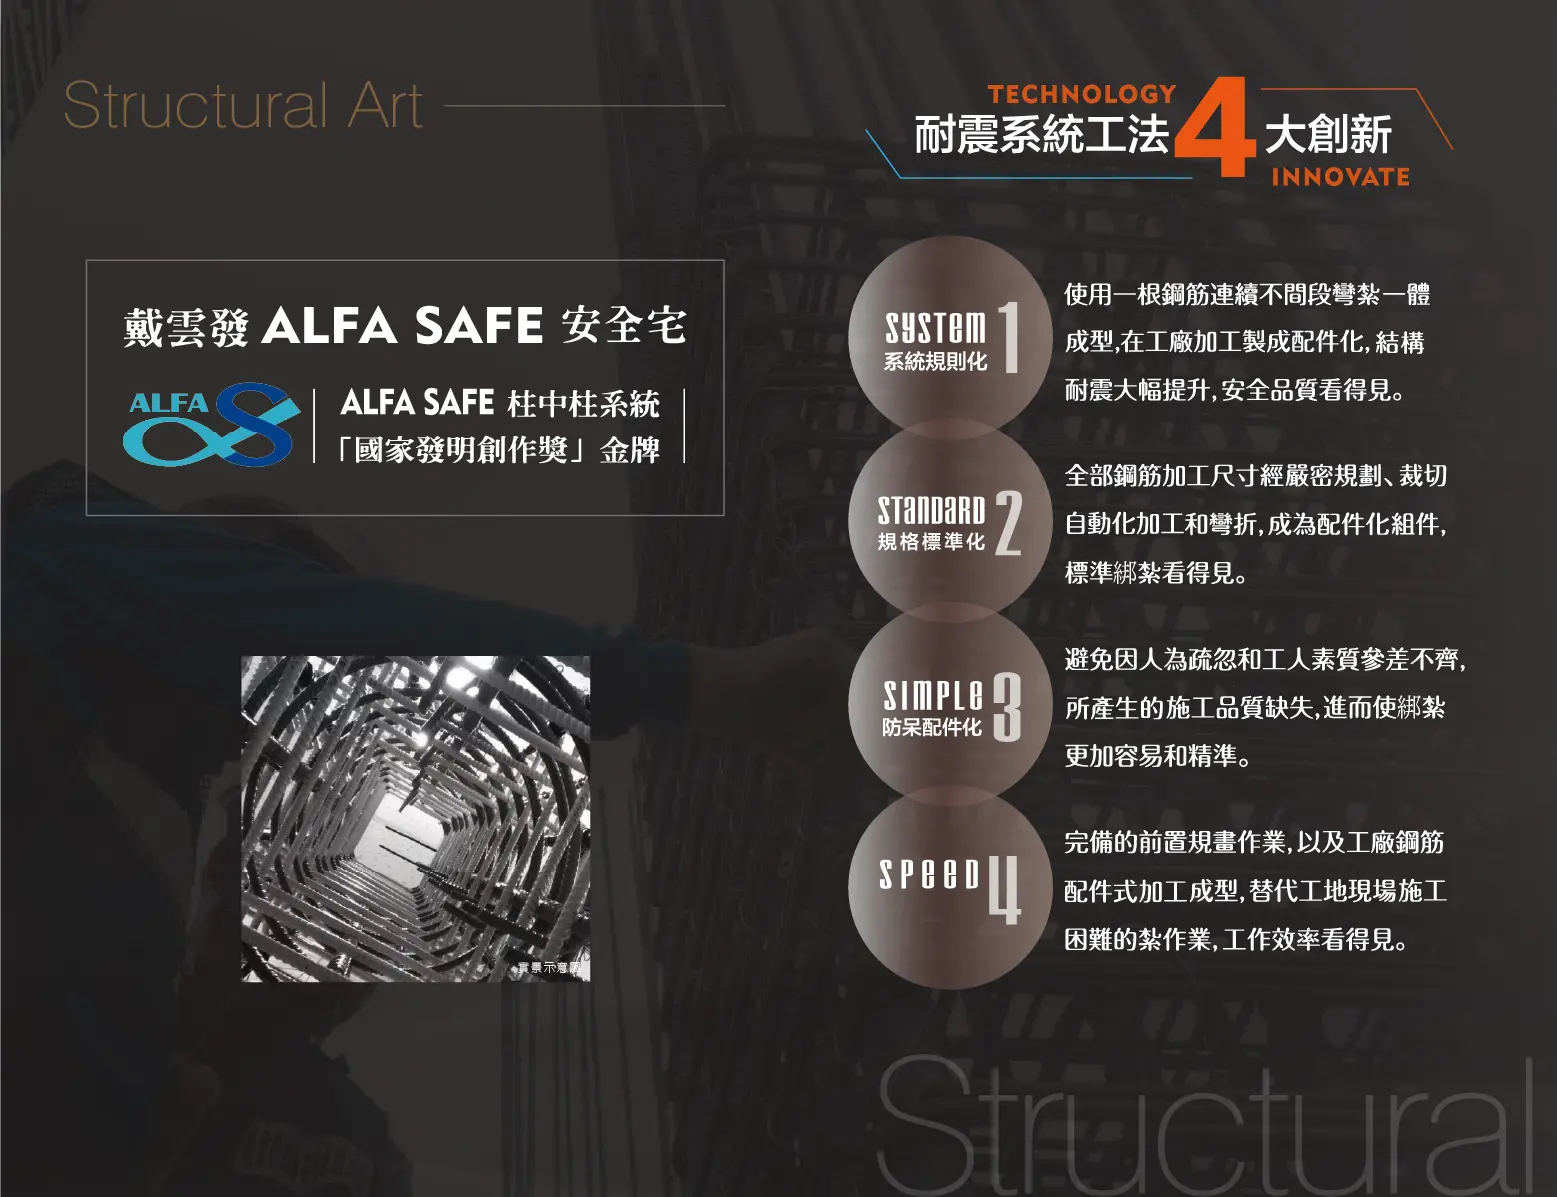 Structural Art
戴雲發 ALFA SAFE 安全宅
ALFA
ALFA SAFE 柱中柱系統
「國家發明創作獎」金牌
實景示意圖
TECHNOLOGY
耐震系統工法4大創新
INNOVATE
SYSTEM 1
系統規則化
使用一根鋼筋連續不間段彎紮一體
成型,在工廠加工製成配件化,結構
耐震大幅提升,安全品質看得見。
STANDARD 2
規格標準化
全部鋼筋加工尺寸經嚴密規劃、裁切
自動化加工和彎折,成為配件化組件,
標準綁紮看得見。
SIMPLE 3
防呆配件化
避免因人為疏忽和工人素質參差不齊,
所產生的施工品質缺失,進而使綁紮
更加容易和精準。
SPEED 4
完備的前置規畫作業,以及工廠鋼筋
配件式加工成型,替代工地現場施工
困難的紮作業,工作效率看得見。
Structural